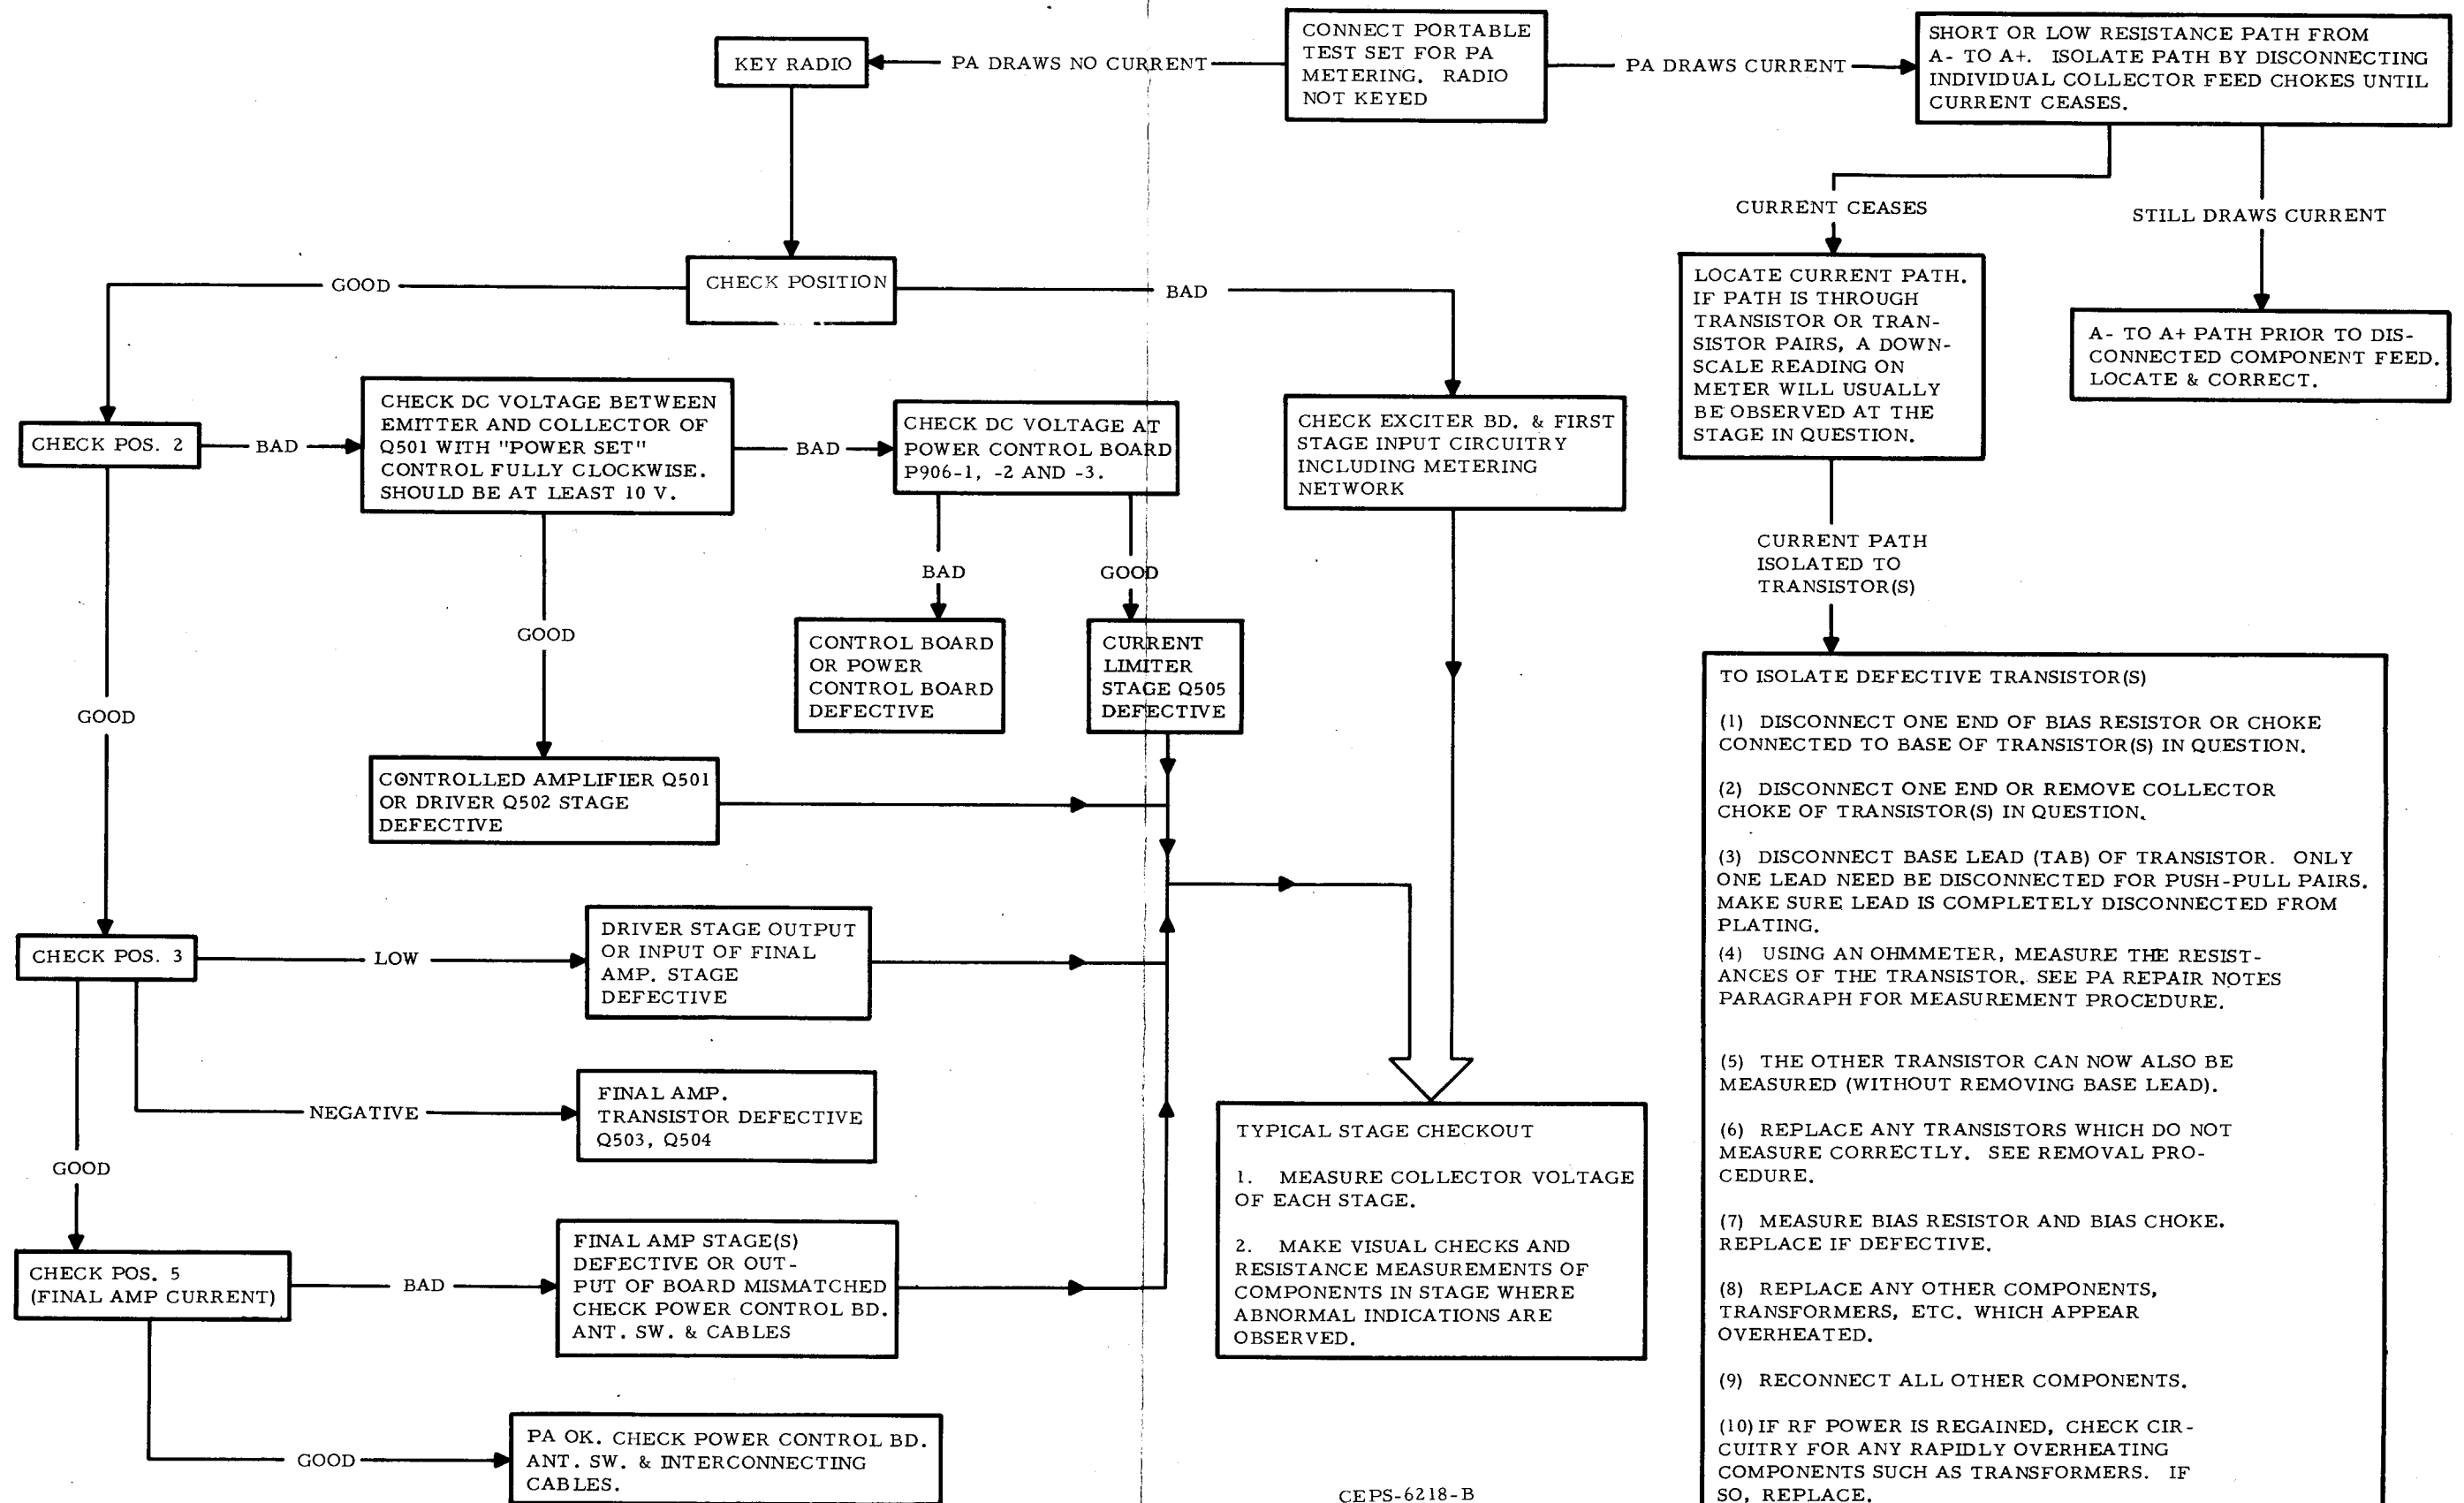 CONNECT PORTABLE
TEST SET FOR PA
METERING. RADIO
NOT KEYED
PA DRAWS NO CURRENT
KEY RADIO
PA DRAWS CURRENT
SHORT OR LOW RESISTANCE PATH FROM
A- TO A+. ISOLATE PATH BY DISCONNECTING
INDIVIDUAL COLLECTOR FEED CHOKES UNTIL
CURRENT CEASES.
CURRENT CEASES
STILL DRAWS CURRENT
LOCATE CURRENT PATH.
IF PATH IS THROUGH
TRANSISTOR OR TRAN-
SISTOR PAIRS, A DOWN-
SCALE READING ON
METER WILL USUALLY
BE OBSERVED AT THE
STAGE IN QUESTION.
A- TO A+ PATH PRIOR TO DIS-
CONNECTED COMPONENT FEED.
LOCATE & CORRECT.
CHECK POSITION
GOOD
BAD
CHECK POS. 2
BAD
CHECK DC VOLTAGE BETWEEN
EMITTER AND COLLECTOR OF
Q501 WITH "POWER SET"
CONTROL FULLY CLOCKWISE.
SHOULD BE AT LEAST 10 V.
BAD
CHECK DC VOLTAGE AT
POWER CONTROL BOARD
P906-1, -2 AND -3.
CHECK EXCITER BD. & FIRST
STAGE INPUT CIRCUITRY
INCLUDING METERING
NETWORK
BAD
GOOD
GOOD
CONTROL BOARD
OR POWER
CONTROL BOARD
DEFECTIVE
CURRENT
LIMITER
STAGE Q505
DEFECTIVE
GOOD
CONTROLLED AMPLIFIER Q501
OR DRIVER Q502 STAGE
DEFECTIVE
CURRENT PATH
ISOLATED TO
TRANSISTOR(S)
CHECK POS. 3
LOW
DRIVER STAGE OUTPUT
OR INPUT OF FINAL
AMP. STAGE
DEFECTIVE
NEGATIVE
FINAL AMP.
TRANSISTOR DEFECTIVE
Q503, Q504
GOOD
CHECK POS. 5
(FINAL AMP CURRENT)
BAD
FINAL AMP STAGE(S)
DEFECTIVE OR OUT-
PUT OF BOARD MISMATCHED
CHECK POWER CONTROL BD.
ANT. SW. & CABLES
GOOD
PA OK. CHECK POWER CONTROL BD.
ANT. SW. & INTERCONNECTING
CABLES.
TYPICAL STAGE CHECKOUT
1. MEASURE COLLECTOR VOLTAGE
OF EACH STAGE.
2. MAKE VISUAL CHECKS AND
RESISTANCE MEASUREMENTS OF
COMPONENTS IN STAGE WHERE
ABNORMAL INDICATIONS ARE
OBSERVED.
TO ISOLATE DEFECTIVE TRANSISTOR(S)
(1) DISCONNECT ONE END OF BIAS RESISTOR OR CHOKE
CONNECTED TO BASE OF TRANSISTOR(S) IN QUESTION.
(2) DISCONNECT ONE END OR REMOVE COLLECTOR
CHOKE OF TRANSISTOR(S) IN QUESTION.
(3) DISCONNECT BASE LEAD (TAB) OF TRANSISTOR. ONLY
ONE LEAD NEED BE DISCONNECTED FOR PUSH-PULL PAIRS.
MAKE SURE LEAD IS COMPLETELY DISCONNECTED FROM
PLATING.
(4) USING AN OHMMETER, MEASURE THE RESIST-
ANCES OF THE TRANSISTOR. SEE PA REPAIR NOTES
PARAGRAPH FOR MEASUREMENT PROCEDURE.
(5) THE OTHER TRANSISTOR CAN NOW ALSO BE
MEASURED (WITHOUT REMOVING BASE LEAD).
(6) REPLACE ANY TRANSISTORS WHICH DO NOT
MEASURE CORRECTLY. SEE REMOVAL PRO-
CEDURE.
(7) MEASURE BIAS RESISTOR AND BIAS CHOKE.
REPLACE IF DEFECTIVE.
(8) REPLACE ANY OTHER COMPONENTS,
TRANSFORMERS, ETC. WHICH APPEAR
OVERHEATED.
(9) RECONNECT ALL OTHER COMPONENTS.
(10) IF RF POWER IS REGAINED, CHECK CIR-
CUITRY FOR ANY RAPIDLY OVERHEATING
COMPONENTS SUCH AS TRANSFORMERS. IF
SO, REPLACE.
CEPS-6218-B